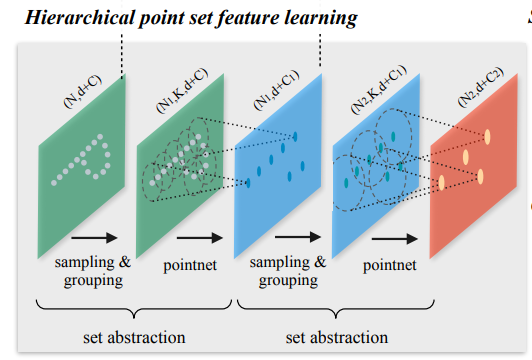 Hierarchical point set feature learning
(N,d+C)
(N₁,K,d+C)
(N₁,d+C₁)
(N₂,K,d+C₁)
(N₂,d+C₂)
sampling &
grouping
pointnet
sampling &
grouping
pointnet
set abstraction
set abstraction